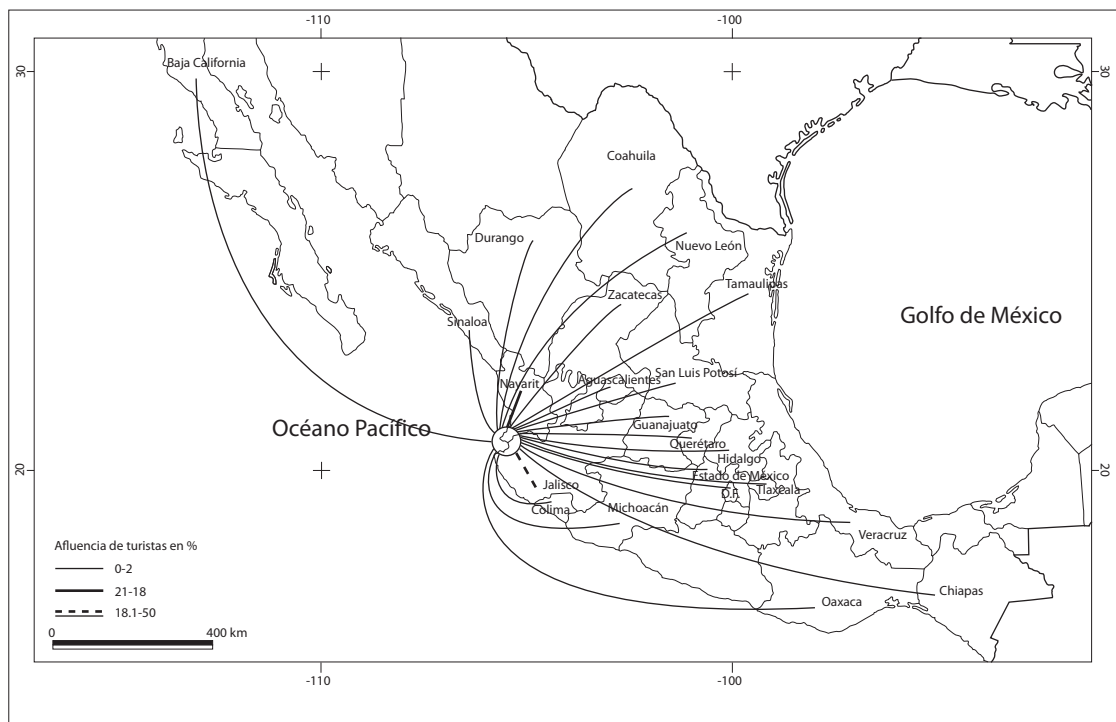 -110
-100
Baja California
30
30
Coahuila
Durango
Nuevo León
Tamaulipas
Zacatecas
Golfo de México
Sinaloa
San Luis Potosí
Aguascalientes
Navarit
Océano Pacífico
Guanajuato
Querétaro
Hidalgo
20
20
Estado de México
Jalisco
Tlaxcala
D.F.
Colima
Michoacán
Veracruz
Afluencia de turistas en %
0-2
21-18
18.1-50
Chiapas
Oaxaca
0
400 km
-110
-100